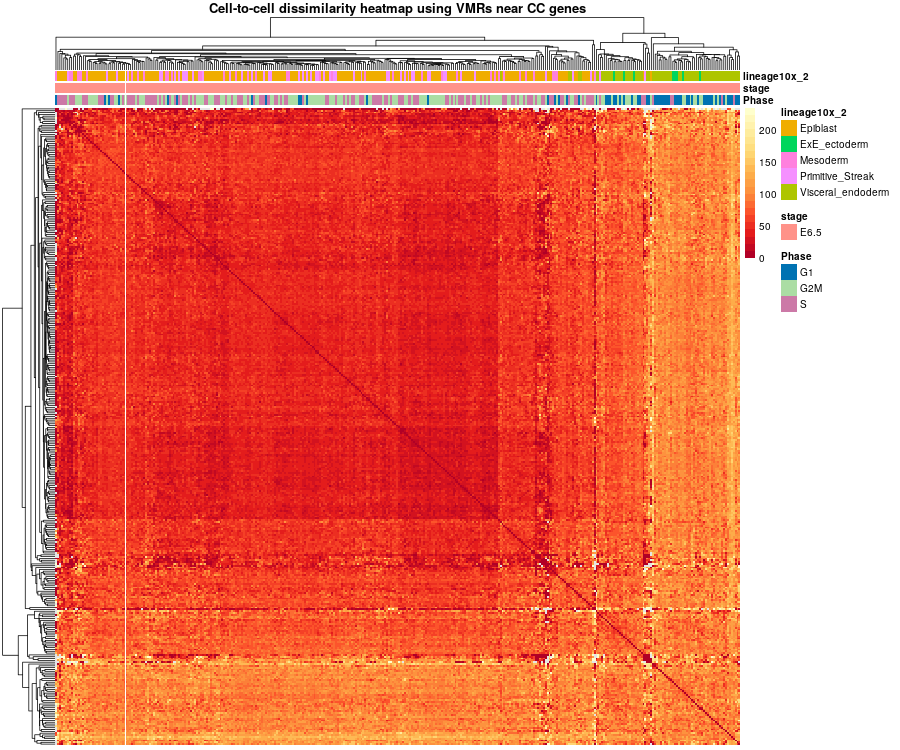 Cell-to-cell dissimilarity heatmap using VMRs near CC genes
lineage10x_2
stage
Phase
200
150
100
50
0
lineage10x_2
Epiblast
ExE_ectoderm
Mesoderm
Primitive_Streak
Visceral_endoderm
stage
E6.5
Phase
G1
G2M
S